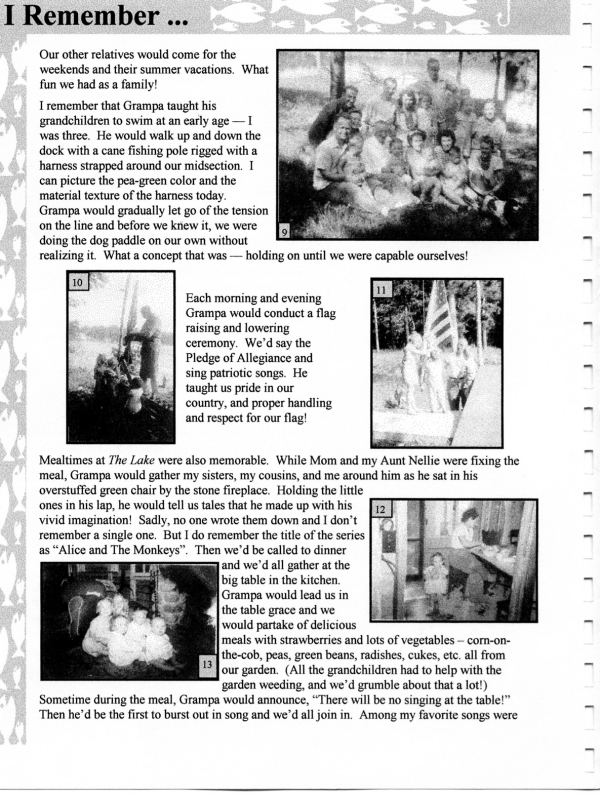 I Remember ...
Our other relatives would come for the
weekends and their summer vacations. What
fun we had as a family!
I remember that Grampa taught his
grandchildren to swim at an early age — I
was three. He would walk up and down the
dock with a cane fishing pole rigged with a
harness strapped around our midsection. I
can picture the pea-green color and the
material texture of the harness today.
Grampa would gradually let go of the tension
on the line and before we knew it, we were
doing the dog paddle on our own without
realizing it. What a concept that was — holding on until we were capable ourselves!
9
10
Each morning and evening
Grampa would conduct a flag
raising and lowering
ceremony. We'd say the
Pledge of Allegiance and
sing patriotic songs. He
taught us pride in our
country, and proper handling
and respect for our flag!
11
Mealtimes at The Lake were also memorable. While Mom and my Aunt Nellie were fixing the
meal, Grampa would gather my sisters, my cousins, and me around him as he sat in his
overstuffed green chair by the stone fireplace. Holding the little
ones in his lap, he would tell us tales that he made up with his
vivid imagination! Sadly, no one wrote them down and I don't
remember a single one. But I do remember the title of the series
as "Alice and The Monkeys". Then we'd be called to dinner
12
and we'd all gather at the
big table in the kitchen.
Grampa would lead us in
the table grace and we
would partake of delicious
meals with strawberries and lots of vegetables – corn-on-
the-cob, peas, green beans, radishes, cukes, etc. all from
our garden. (All the grandchildren had to help with the
garden weeding, and we'd grumble about that a lot!)
13
Sometime during the meal, Grampa would announce, "There will be no singing at the table!"
Then he'd be the first to burst out in song and we'd all join in. Among my favorite songs were